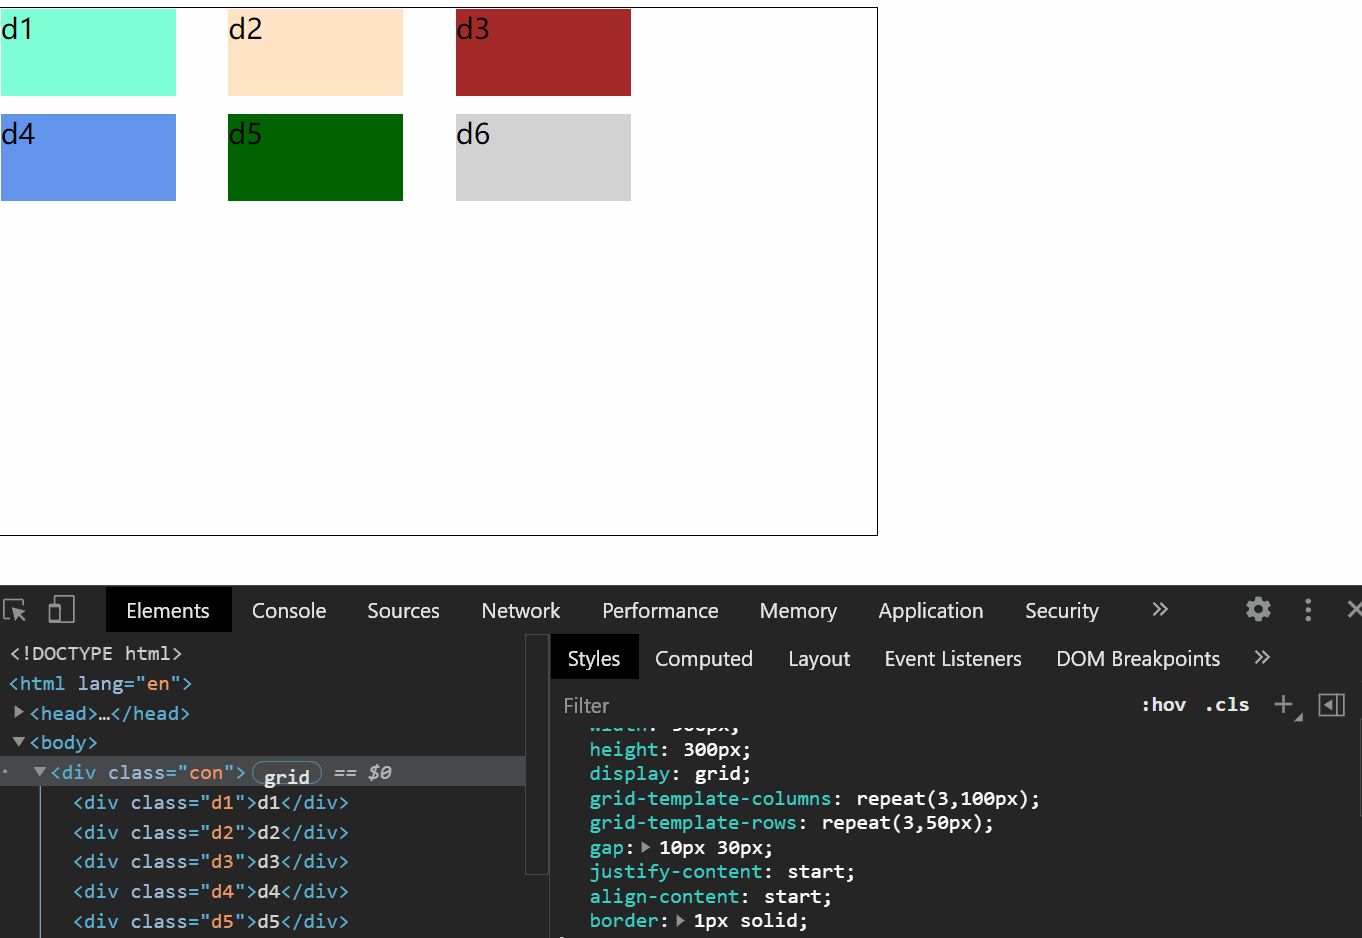 d1 d2 d3
d4 d5 d6
Elements Console Sources Network Performance Memory Application Security
<!DOCTYPE html>
<html lang="en">
<head>…</head>
<body>
<div class="con"> grid == $0
<div class="d1">d1</div>
<div class="d2">d2</div>
<div class="d3">d3</div>
<div class="d4">d4</div>
<div class="d5">d5</div>
Styles Computed Layout Event Listeners DOM Breakpoints
Filter :hov .cls
height: 300px;
display: grid;
grid-template-columns: repeat(3,100px);
grid-template-rows: repeat(3,50px);
gap: 10px 30px;
justify-content: start;
align-content: start;
border: 1px solid;